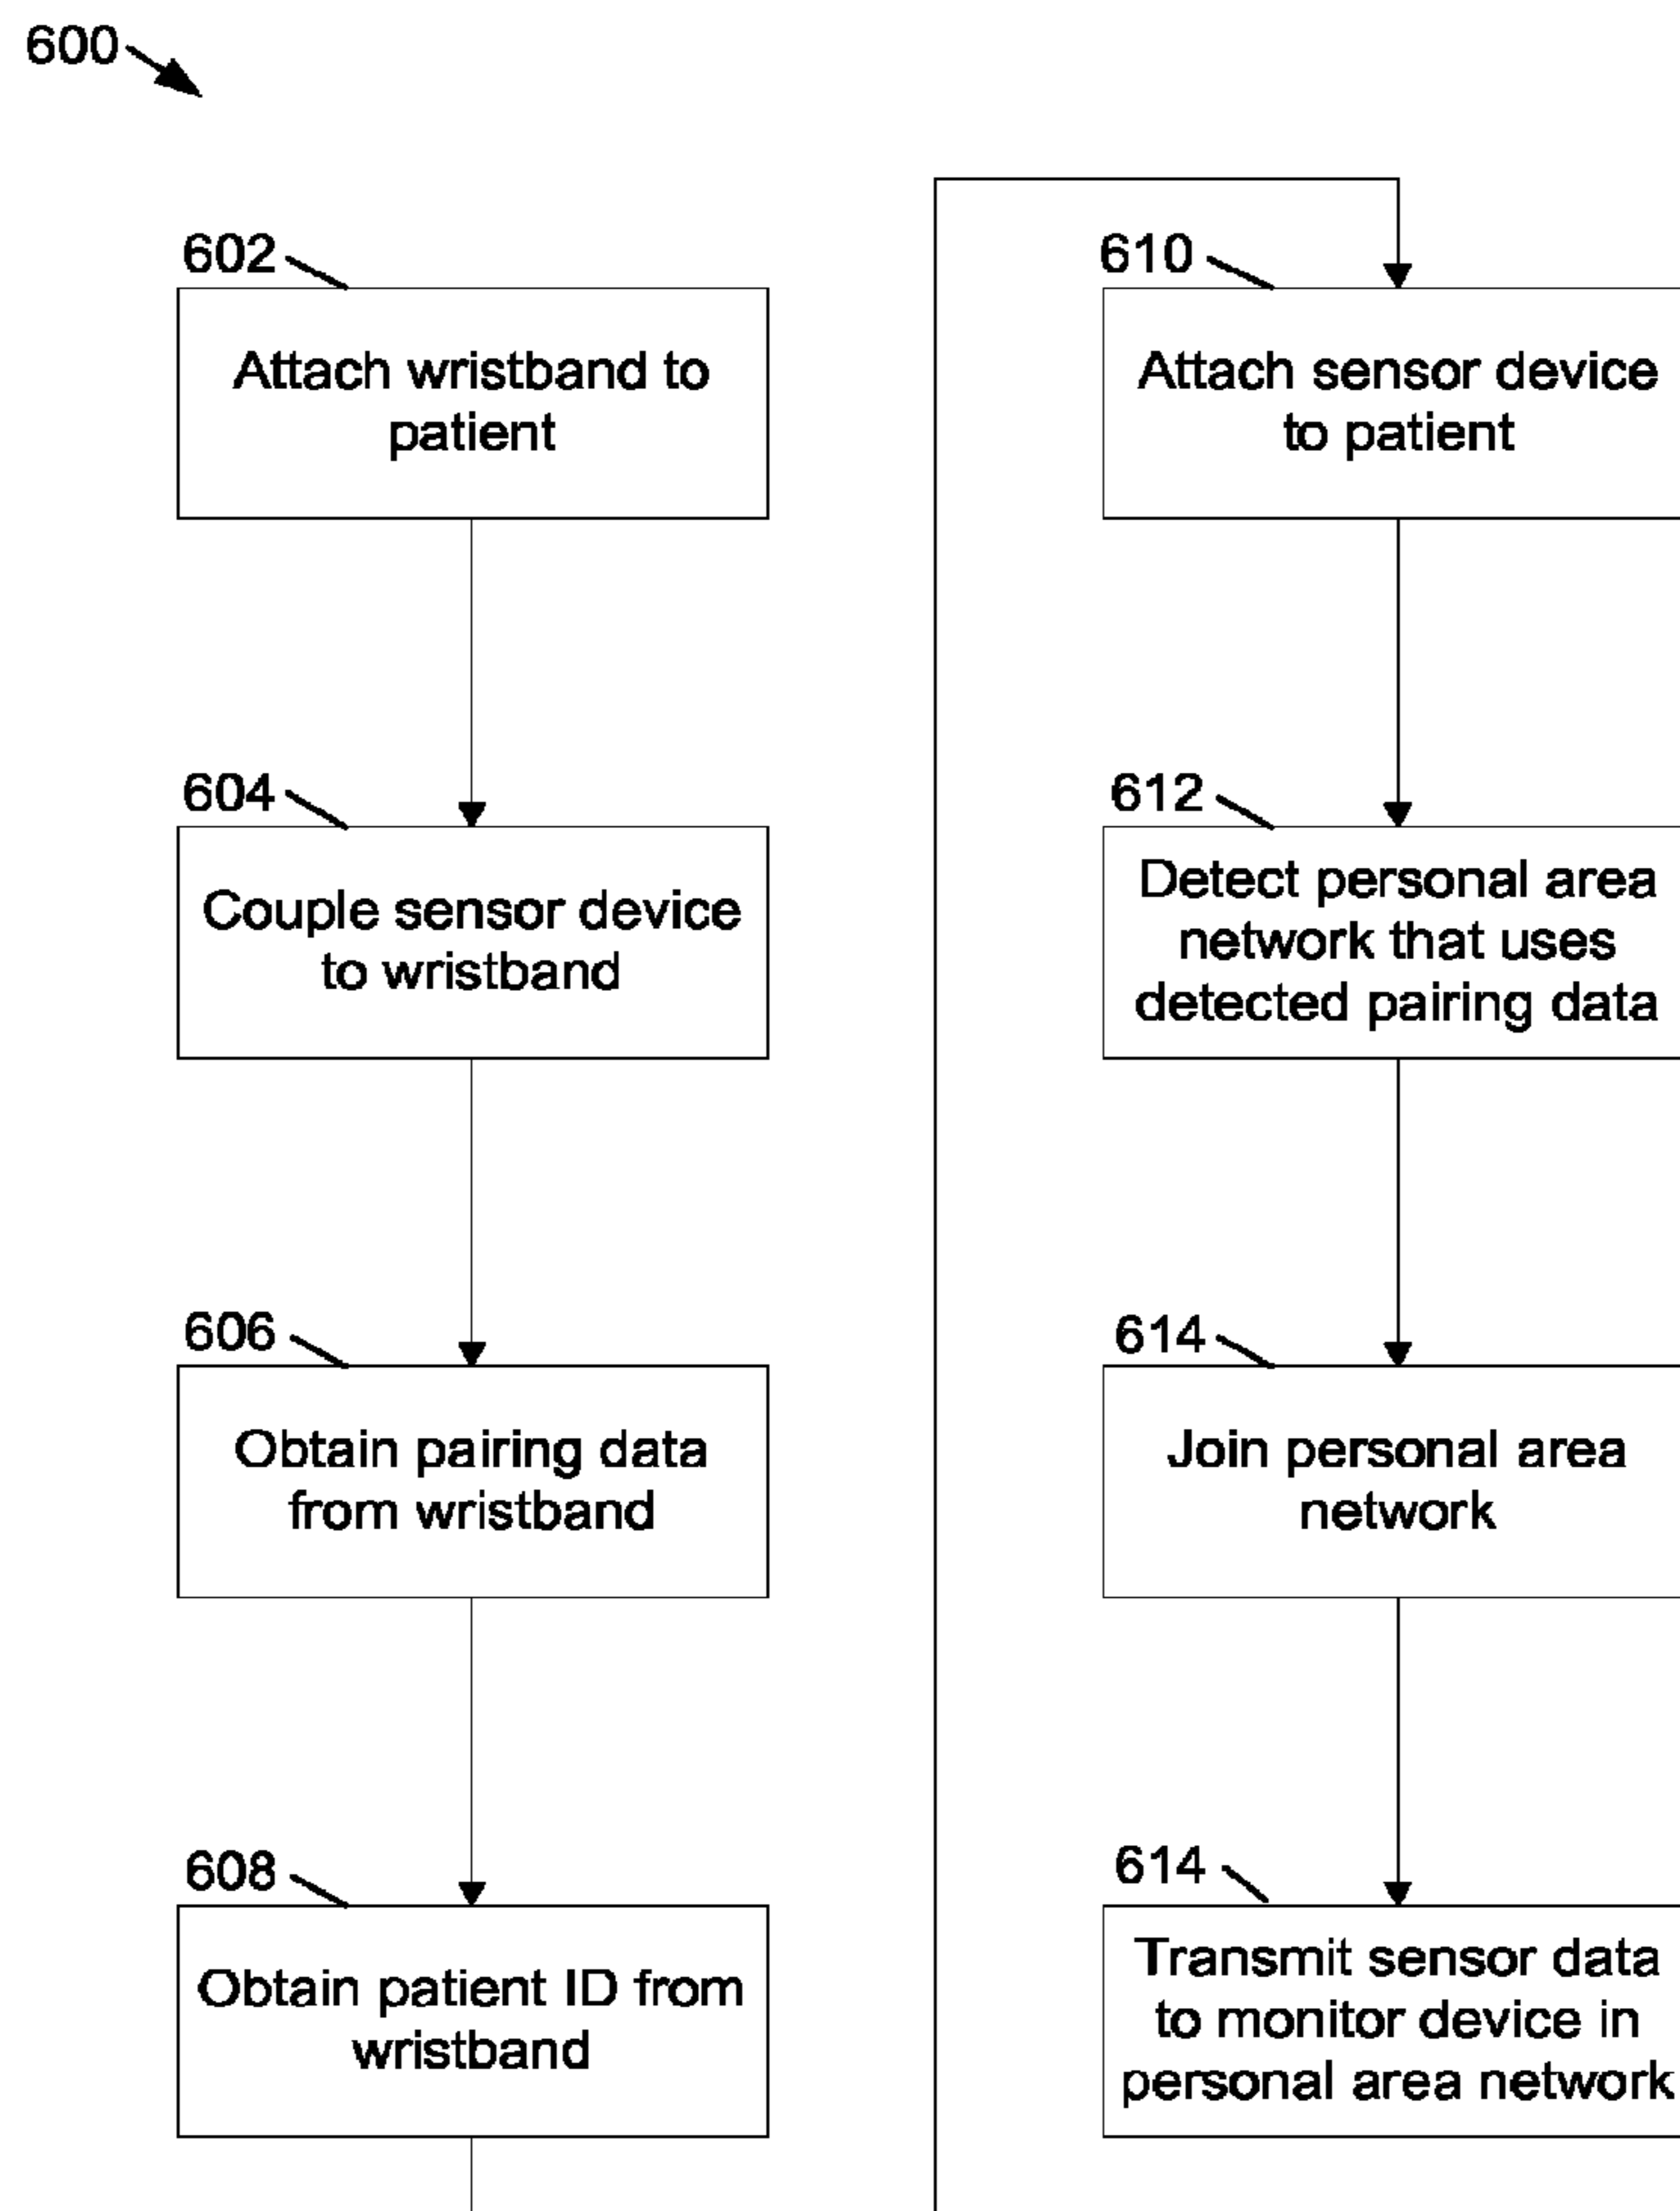 600
602
Attach wristband to
patient
604
Couple sensor device
to wristband
606
Obtain pairing data
from wristband
608
Obtain patient ID from
wristband
610
Attach sensor device
to patient
612
Detect personal area
network that uses
detected pairing data
614
Join personal area
network
614
Transmit sensor data
to monitor device in
personal area network